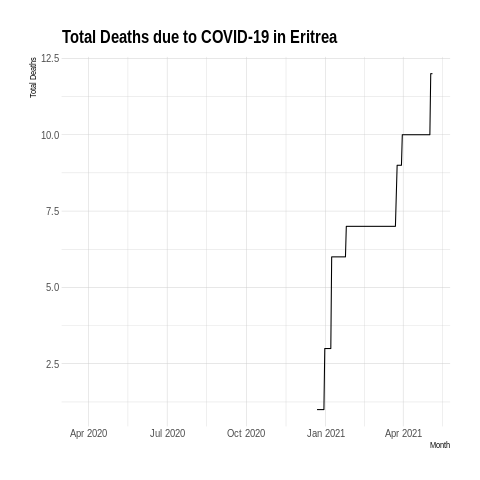 Total Deaths due to COVID-19 in Eritrea
Total Deaths
12.5
10.0
7.5
5.0
2.5
Apr 2020 Jul 2020 Oct 2020 Jan 2021 Apr 2021
Month